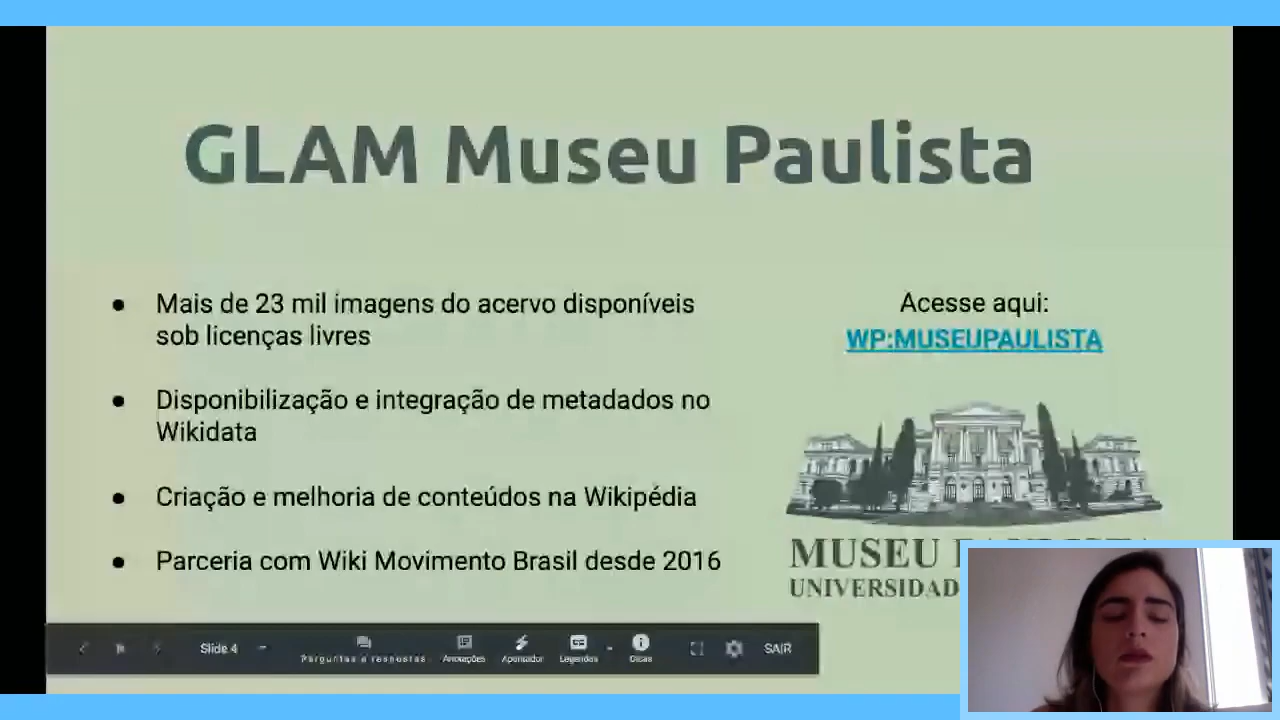 GLAM Museu Paulista
● Mais de 23 mil imagens do acervo disponíveis
sob licenças livres
● Disponibilização e integração de metadados no
Wikidata
● Criação e melhoria de conteúdos na Wikipédia
● Parceria com Wiki Movimento Brasil desde 2016
Acesse aqui:
WP:MUSEUPAULISTA
MUSEU
Slide 4
Perguntas e respostas
Anotações
Apontador
Legendas
Dicas
SAIR